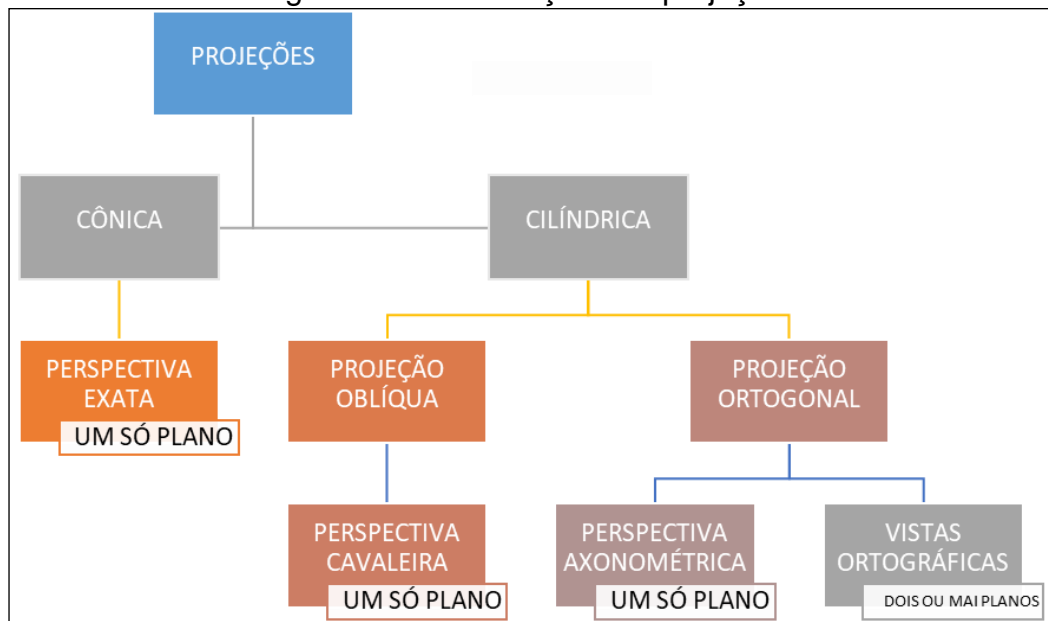 PROJEÇÕES
CÔNICA
CILÍNDRICA
PERSPECTIVA
EXATA
UM SÓ PLANO
PROJEÇÃO
OBLÍQUA
PROJEÇÃO
ORTOGONAL
PERSPECTIVA
CAVALEIRA
UM SÓ PLANO
PERSPECTIVA
AXONOMÉTRICA
UM SÓ PLANO
VISTAS
ORTOGRÁFICAS
DOIS OU MAI PLANOS